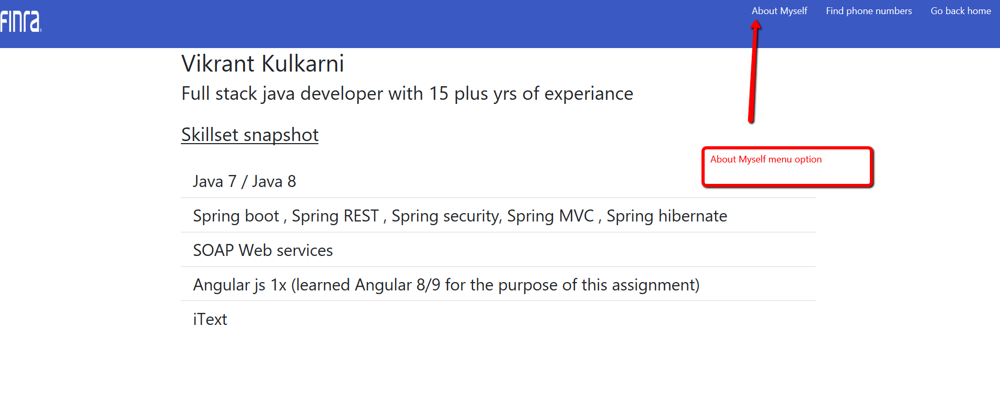 finra
About Myself Find phone numbers Go back home
Vikrant Kulkarni
Full stack java developer with 15 plus yrs of experiance
Skillset snapshot
About Myself menu option
Java 7 / Java 8
Spring boot , Spring REST , Spring security, Spring MVC , Spring hibernate
SOAP Web services
Angular js 1x (learned Angular 8/9 for the purpose of this assignment)
iText